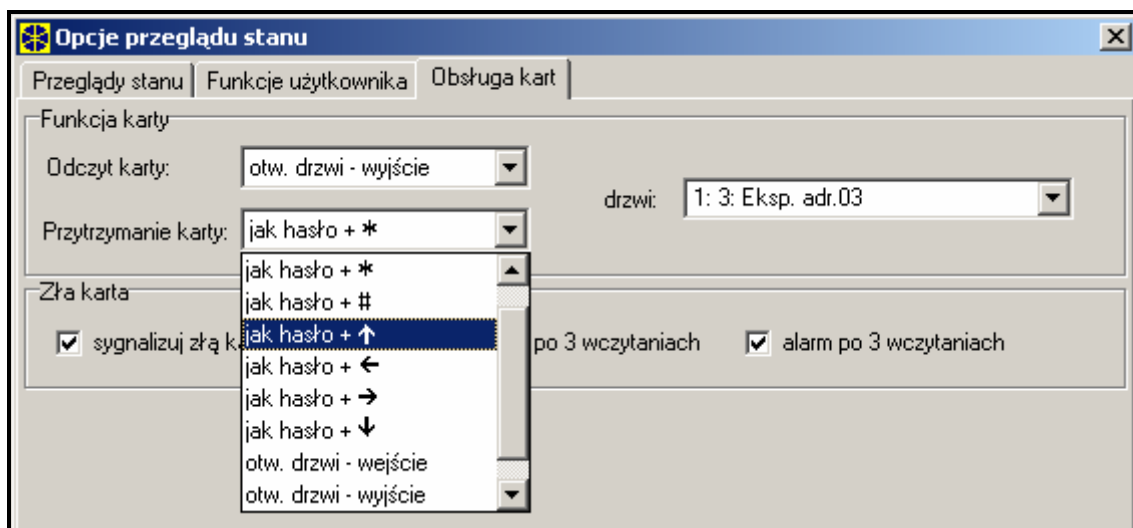 Opcje przeglądu stanu
Przeglądy stanu Funkcje użytkownika Obsługa kart
Funkcja karty
Odczyt karty: otw. drzwi - wyjście
drzwi: 1: 3: Eksp. adr.03
Przytrzymanie karty: jak hasło + *
jak hasło + *
jak hasło + #
jak hasło + ↑
jak hasło + ←
jak hasło + →
jak hasło + ↓
otw. drzwi - wejście
otw. drzwi - wyjście
Zła karta
sygnalizuj złą po 3 wczytaniach alarm po 3 wczytaniach